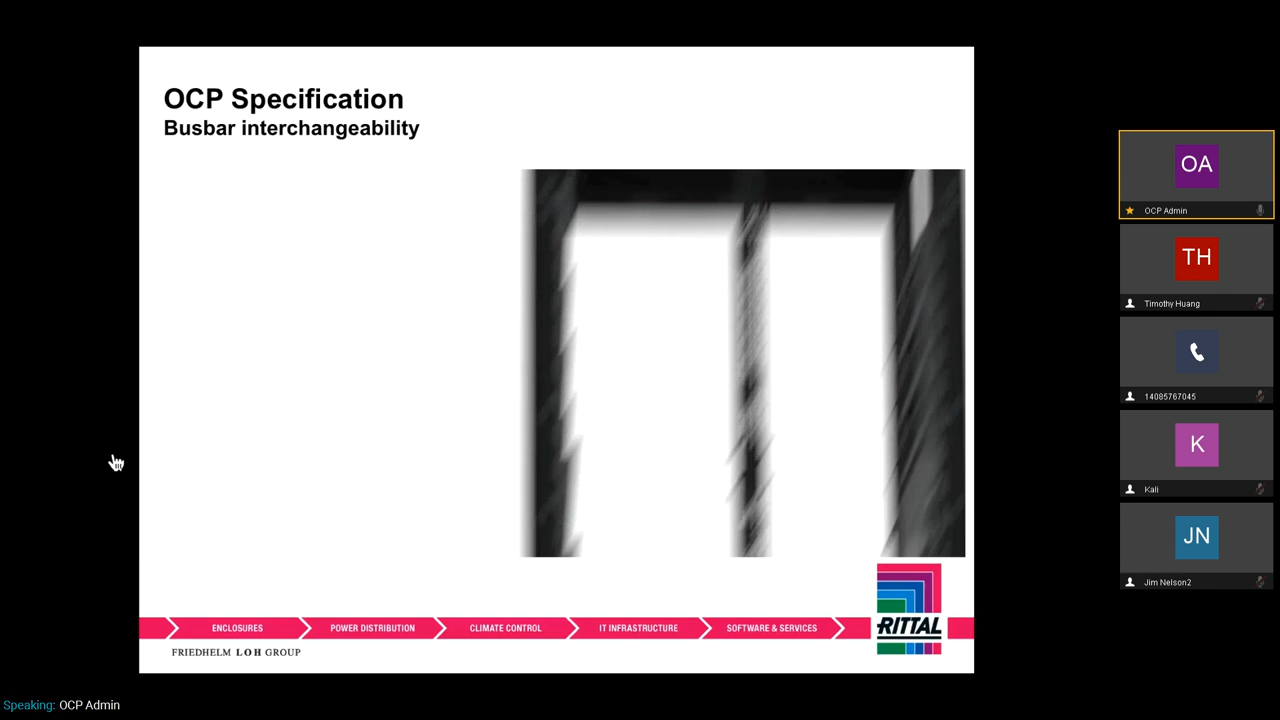 OCP Specification
Busbar interchangeability
ENCLOSURES
POWER DISTRIBUTION
CLIMATE CONTROL
IT INFRASTRUCTURE
SOFTWARE & SERVICES
RITTAL
FRIEDHELM LOH GROUP
OA
OCP Admin
TH
Timothy Huang
14085767045
K
Kali
JN
Jim Nelson2
Speaking: OCP Admin